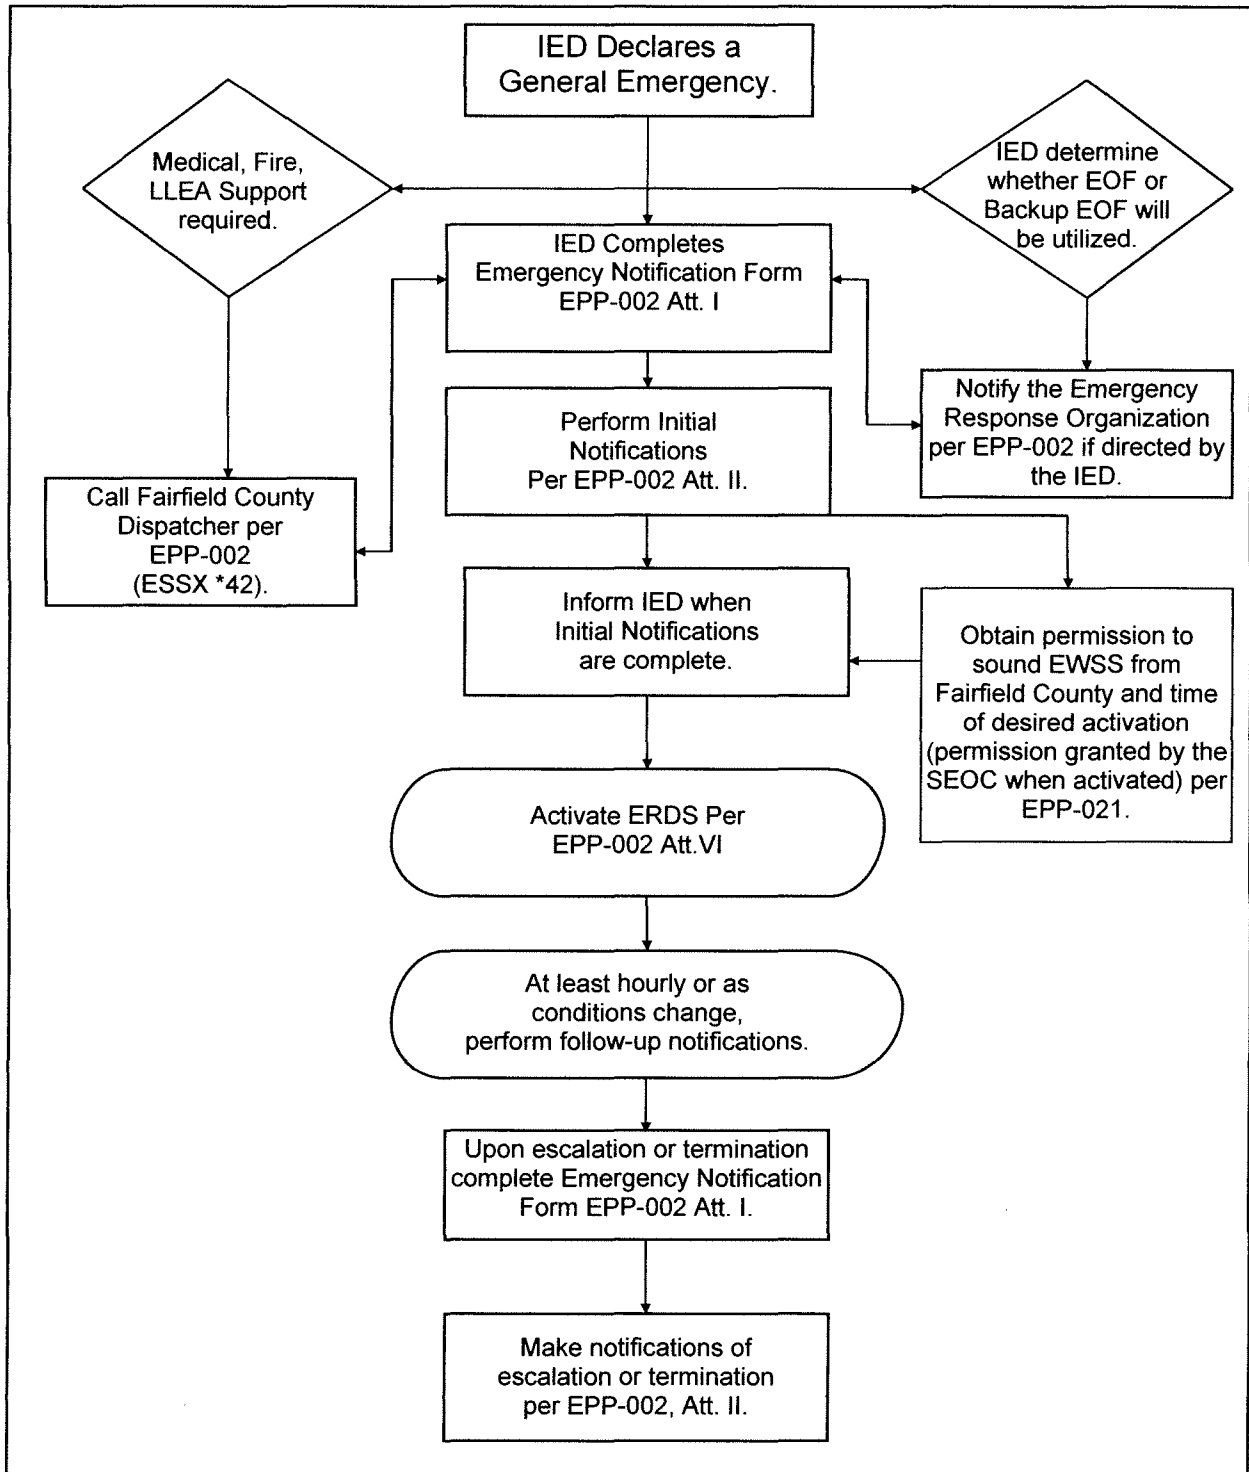 IED Declares a
General Emergency.
Medical, Fire,
LLEA Support
required.
IED determine
whether EOF or
Backup EOF will
be utilized.
IED Completes
Emergency Notification Form
EPP-002 Att. I
Notify the Emergency
Response Organization
per EPP-002 if directed by
the IED.
Perform Initial
Notifications
Per EPP-002 Att. II.
Call Fairfield County
Dispatcher per
EPP-002
(ESSX *42).
Inform IED when
Initial Notifications
are complete.
Obtain permission to
sound EWSS from
Fairfield County and time
of desired activation
(permission granted by the
SEOC when activated) per
EPP-021.
Activate ERDS Per
EPP-002 Att.VI
At least hourly or as
conditions change,
perform follow-up notifications.
Upon escalation or termination
complete Emergency Notification
Form EPP-002 Att. I.
Make notifications of
escalation or termination
per EPP-002, Att. II.